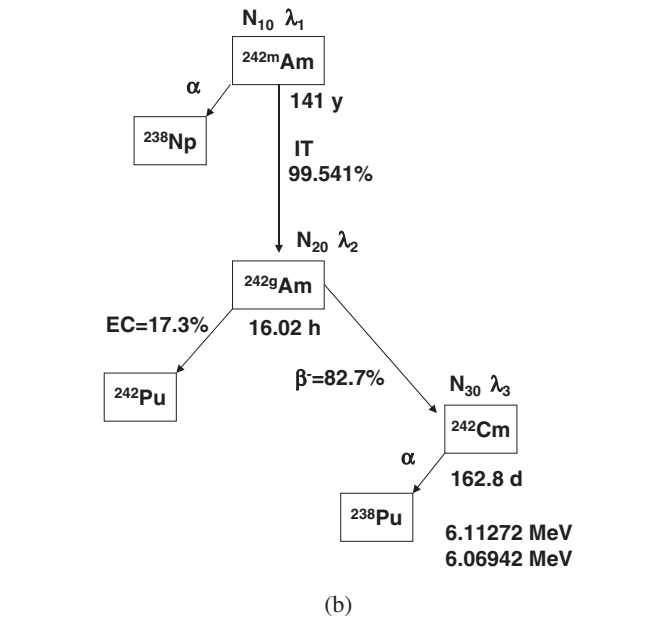 N₁₀ λ₁
²⁴²ᵐAm
α
141 y
²³⁸Np
IT
99.541%
N₂₀ λ₂
²⁴²ᵍAm
EC=17.3%
16.02 h
β⁻=82.7%
²⁴²Pu
N₃₀ λ₃
²⁴²Cm
α
162.8 d
²³⁸Pu
6.11272 MeV
6.06942 MeV
(b)